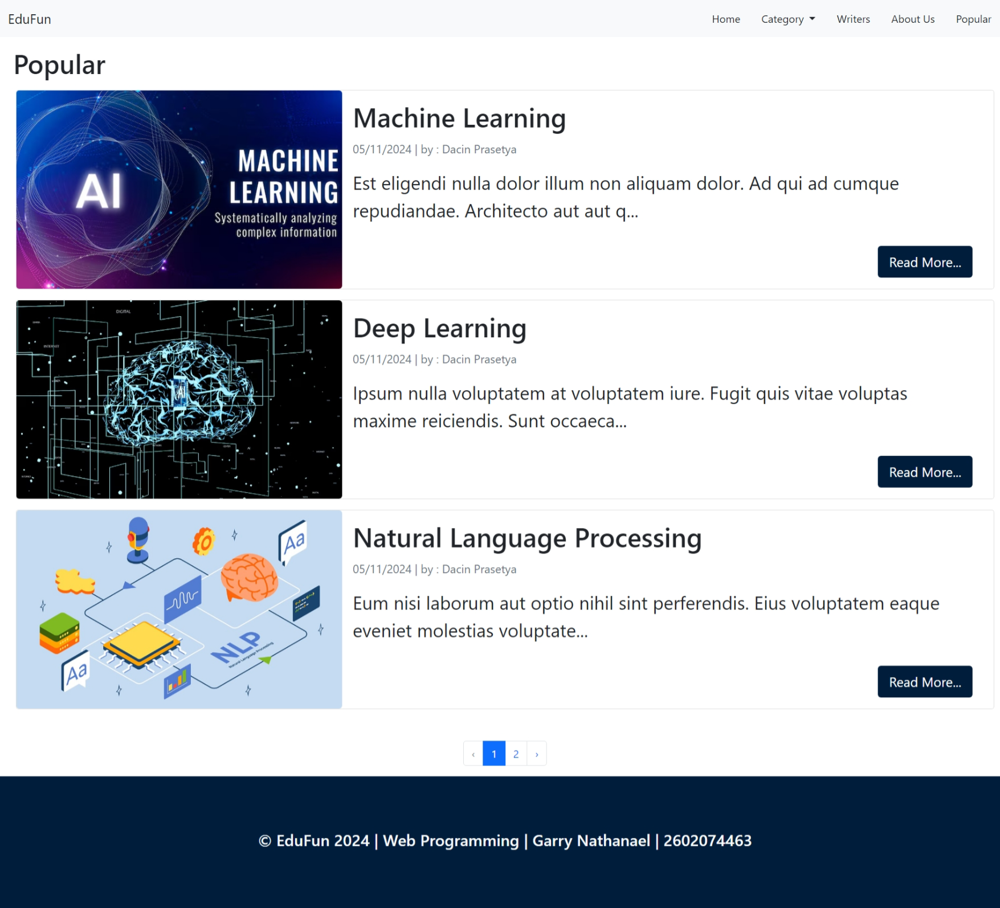 EduFun
Home
Category
Writers
About Us
Popular
Popular
AI
MACHINE
LEARNING
Systematically analyzing
complex information
Machine Learning
05/11/2024 | by : Dacin Prasetya
Est eligendi nulla dolor illum non aliquam dolor. Ad qui ad cumque
repudiandae. Architecto aut aut q...
Read More...
DIGITAL
INTERNET
AI
Deep Learning
05/11/2024 | by : Dacin Prasetya
Ipsum nulla voluptatem at voluptatem iure. Fugit quis vitae voluptas
maxime reiciendis. Sunt occaeca...
Read More...
Aa
NLP
Natural Language Processing
Aa
Natural Language Processing
05/11/2024 | by : Dacin Prasetya
Eum nisi laborum aut optio nihil sint perferendis. Eius voluptatem eaque
eveniet molestias voluptate...
Read More...
‹ 1 2 ›
© EduFun 2024 | Web Programming | Garry Nathanael | 2602074463